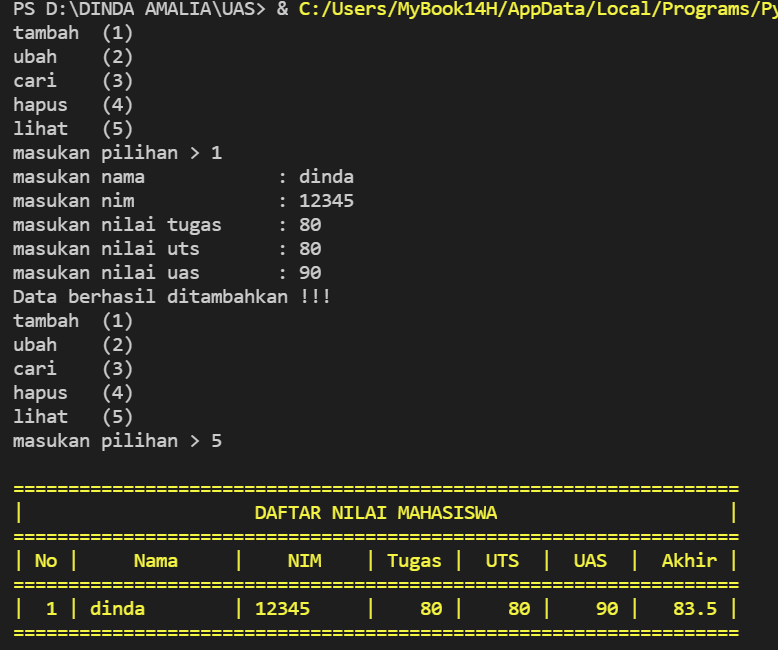 PS D:\DINDA AMALIA\UAS> & C:/Users/MyBook14H/AppData/Local/Programs/Py
tambah  (1)
ubah    (2)
cari    (3)
hapus   (4)
lihat   (5)
masukan pilihan > 1
masukan nama            : dinda
masukan nim             : 12345
masukan nilai tugas     : 80
masukan nilai uts       : 80
masukan nilai uas       : 90
Data berhasil ditambahkan !!!
tambah  (1)
ubah    (2)
cari    (3)
hapus   (4)
lihat   (5)
masukan pilihan > 5
==================================================================
|                     DAFTAR NILAI MAHASISWA                     |
==================================================================
| No |     Nama     |    NIM    | Tugas |  UTS  |  UAS  |  Akhir |
==================================================================
|  1 | dinda        | 12345     |    80 |    80 |    90 |   83.5 |
==================================================================